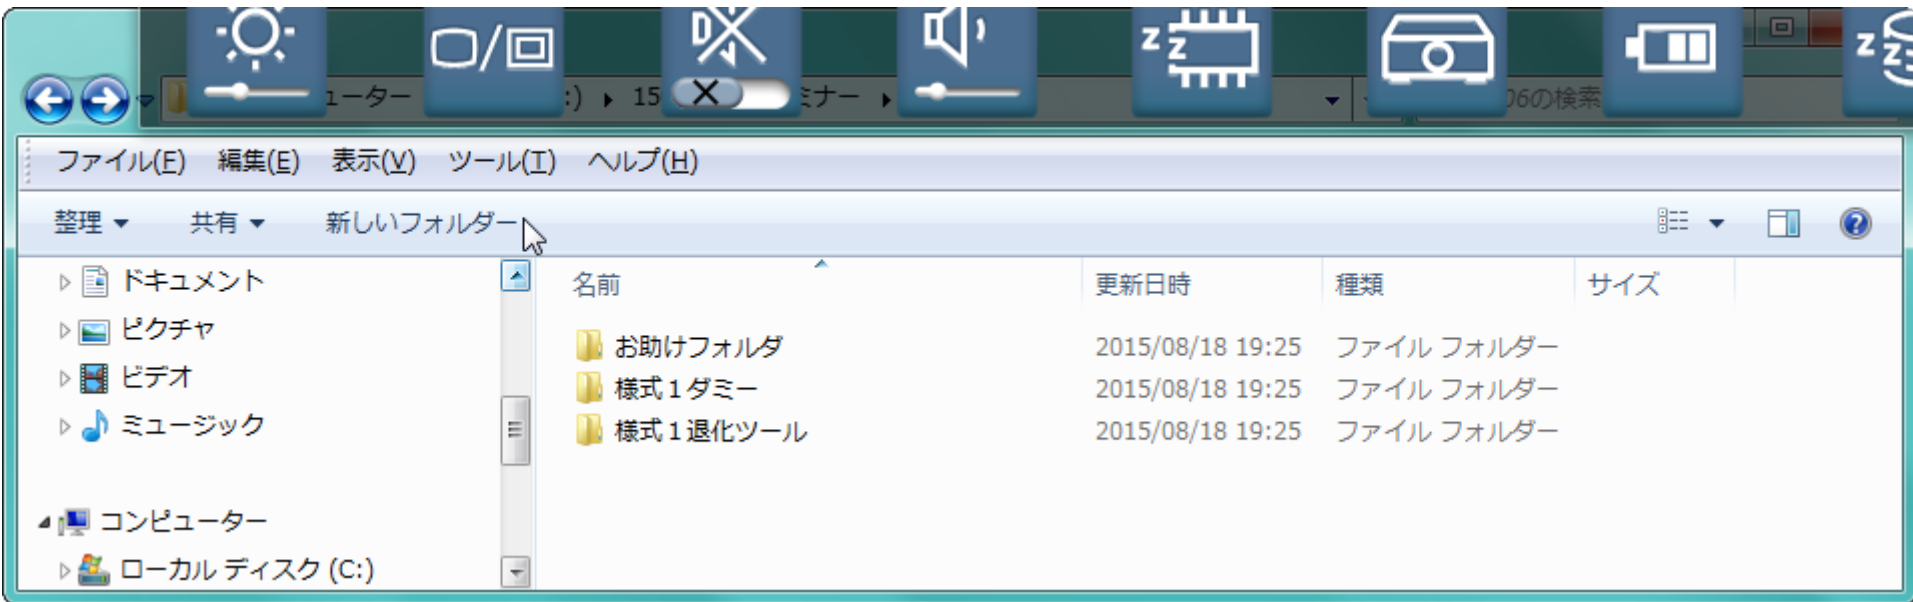 ューター :) ▸ 15 ミナー ▸ 06の検索
ファイル(F) 編集(E) 表示(V) ツール(T) ヘルプ(H)
整理 ▼ 共有 ▼ 新しいフォルダー
ドキュメント
ピクチャ
ビデオ
ミュージック
コンピューター
ローカル ディスク (C:)
名前 更新日時 種類 サイズ
お助けフォルダ 2015/08/18 19:25 ファイル フォルダー
様式１ダミー 2015/08/18 19:25 ファイル フォルダー
様式１退化ツール 2015/08/18 19:25 ファイル フォルダー